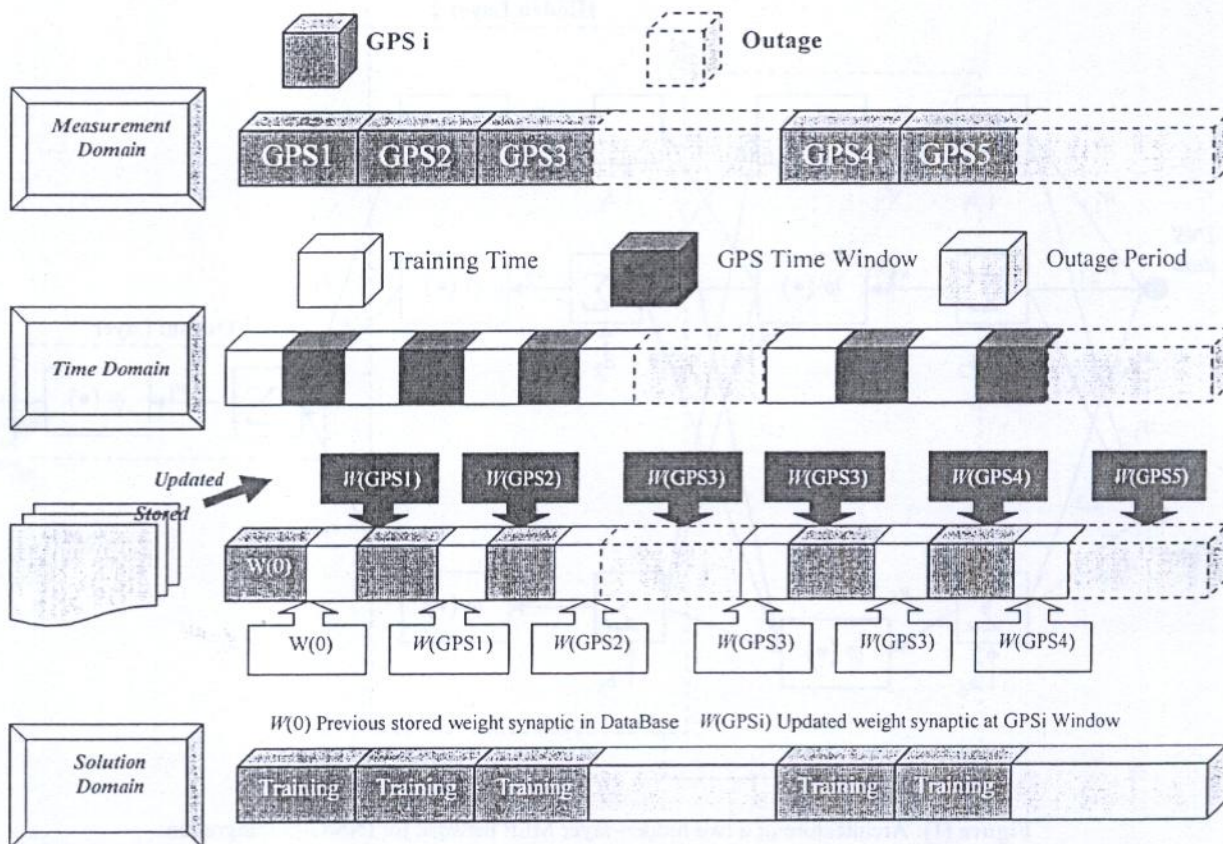 GPS i
Outage
Measurement
Domain
GPS1 GPS2 GPS3 GPS4 GPS5
Training Time
GPS Time Window
Outage Period
Time Domain
Updated
Stored
W(GPS1) W(GPS2) W(GPS3) W(GPS3) W(GPS4) W(GPS5)
W(0)
W(0) W(GPS1) W(GPS2) W(GPS3) W(GPS3) W(GPS4)
W(0) Previous stored weight synaptic in DataBase W(GPSi) Updated weight synaptic at GPSi Window
Solution
Domain
Training Training Training Training Training